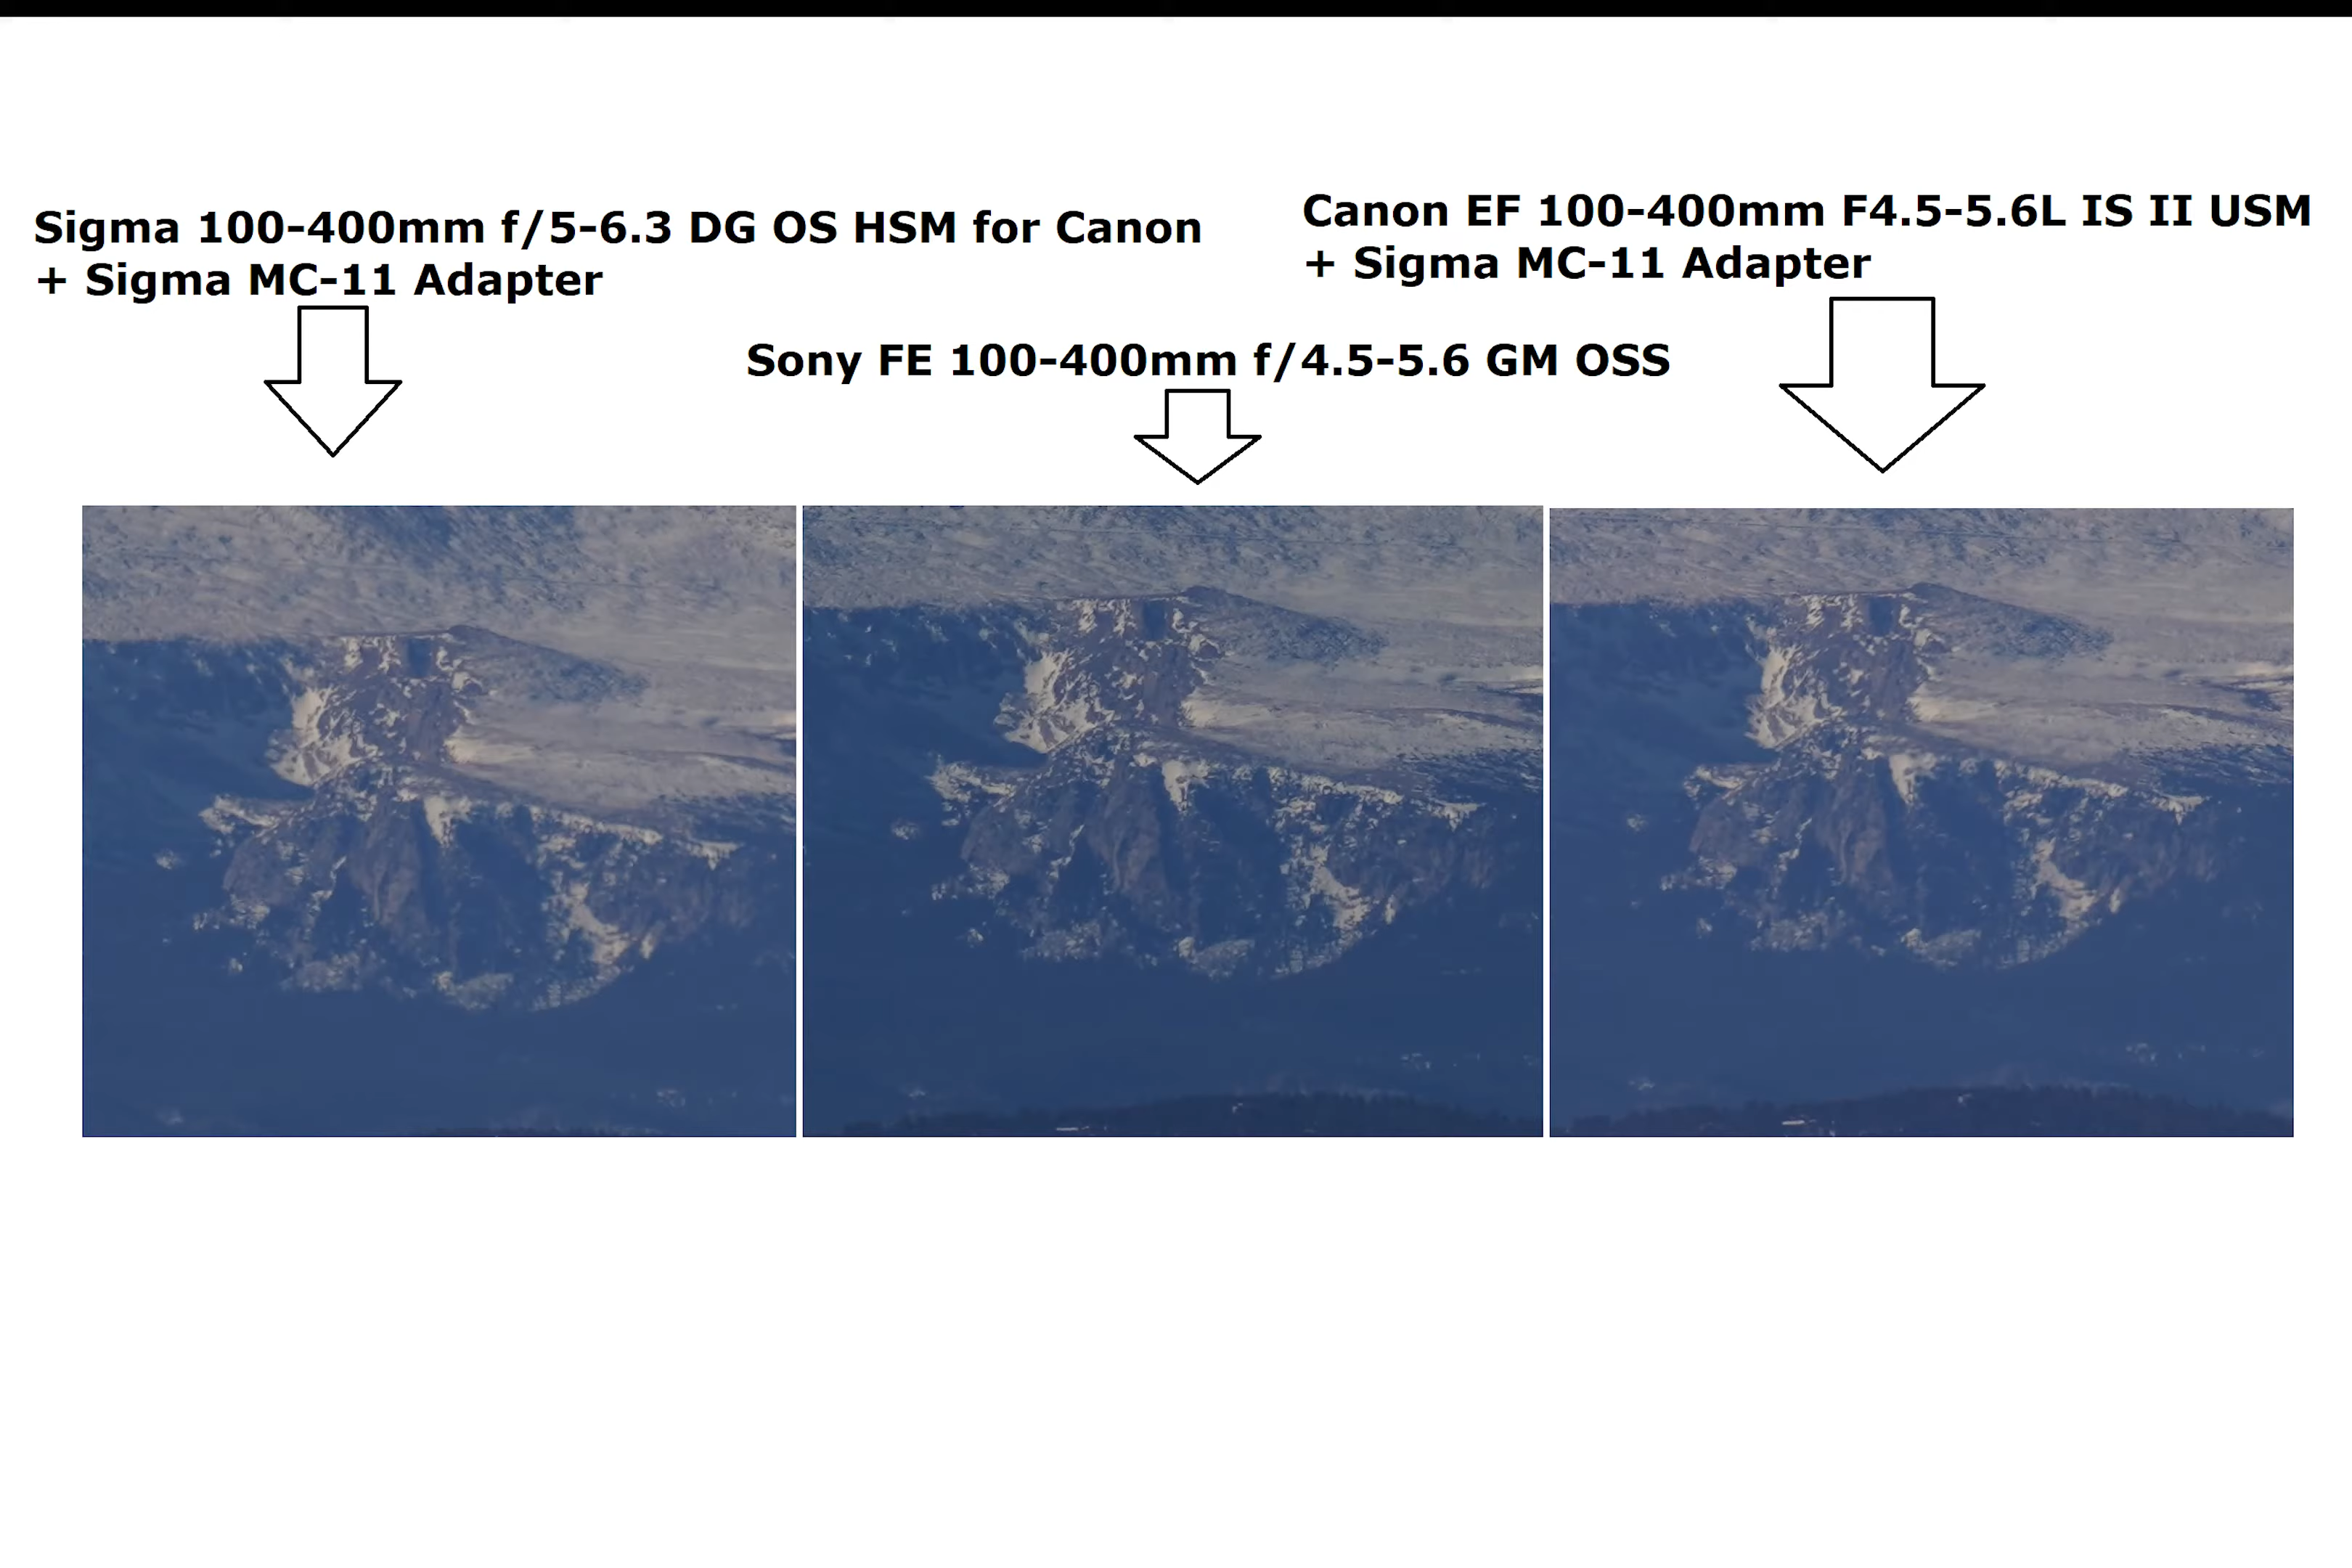 Sigma 100-400mm f/5-6.3 DG OS HSM for Canon
+ Sigma MC-11 Adapter
Canon EF 100-400mm F4.5-5.6L IS II USM
+ Sigma MC-11 Adapter
Sony FE 100-400mm f/4.5-5.6 GM OSS